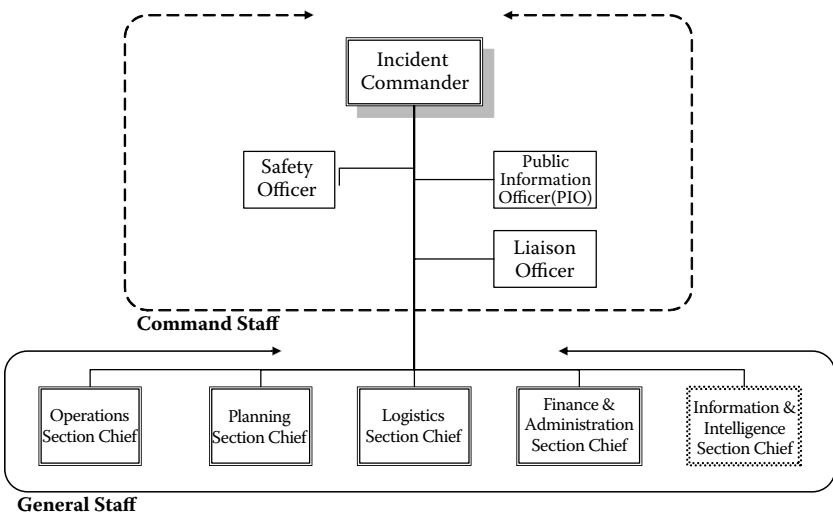 Incident
Commander
Safety
Officer
Public
Information
Officer(PIO)
Liaison
Officer
Command Staff
Operations
Section Chief
Planning
Section Chief
Logistics
Section Chief
Finance &
Administration
Section Chief
Information &
Intelligence
Section Chief
General Staff